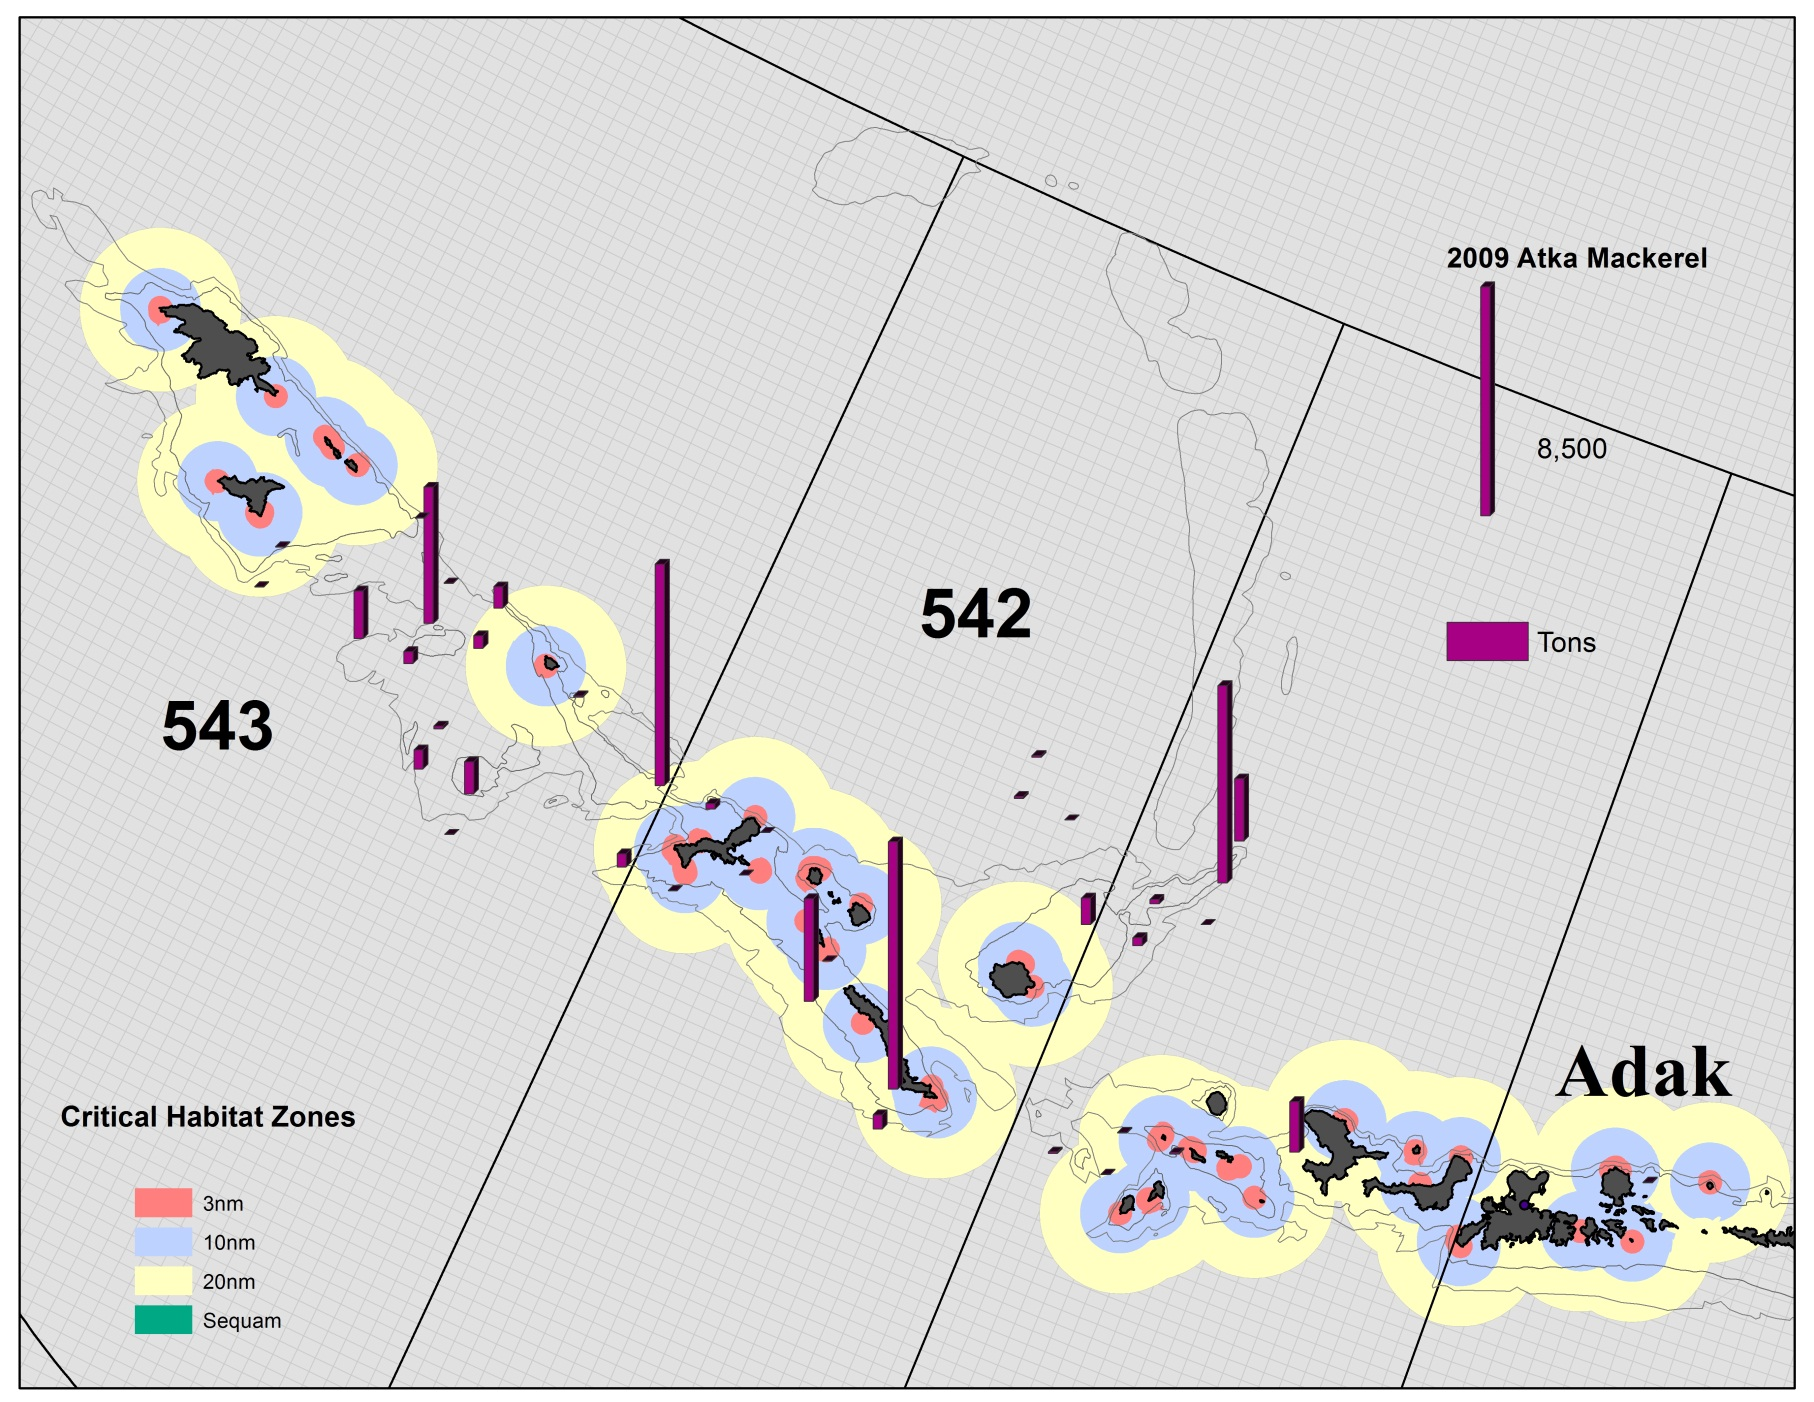 2009 Atka Mackerel
8,500
542
Tons
543
Adak
Critical Habitat Zones
3nm
10nm
20nm
Sequam